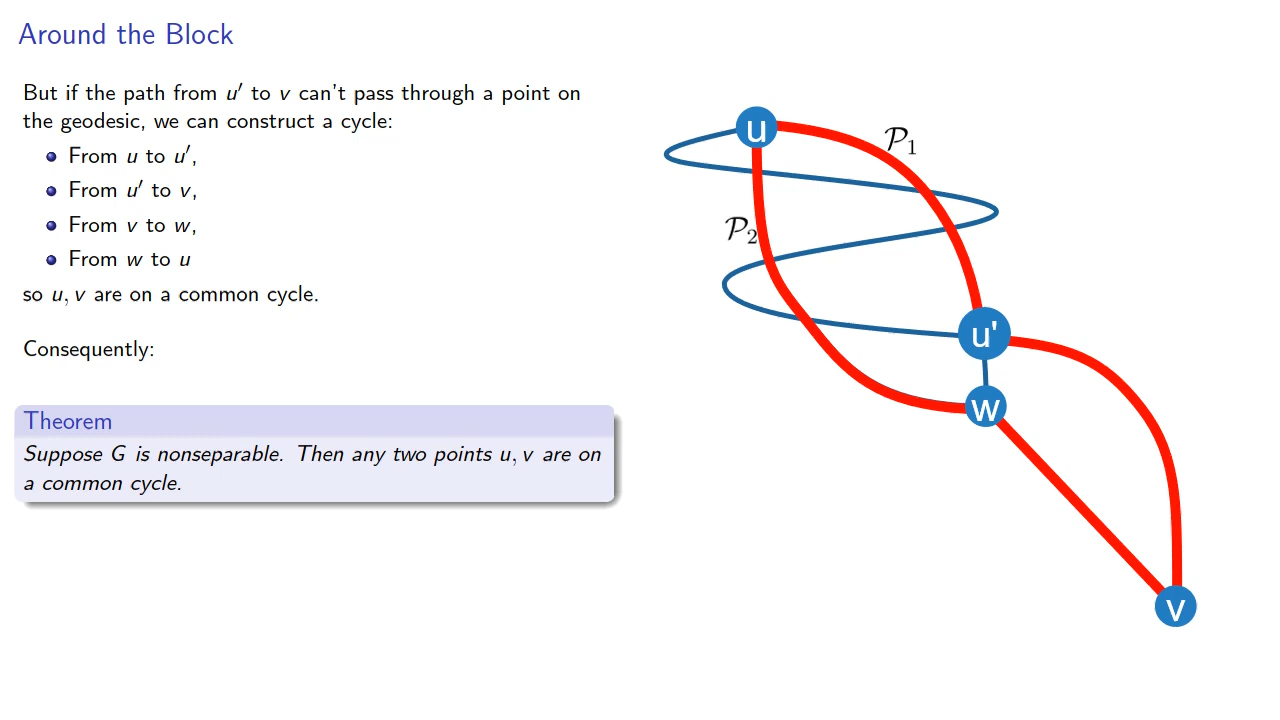 Around the Block
But if the path from u′ to v can't pass through a point on
the geodesic, we can construct a cycle:
From u to u′,
From u′ to v,
From v to w,
From w to u
so u, v are on a common cycle.
Consequently:
Theorem
Suppose G is nonseparable. Then any two points u, v are on
a common cycle.
u
𝒫₁
𝒫₂
u'
w
v